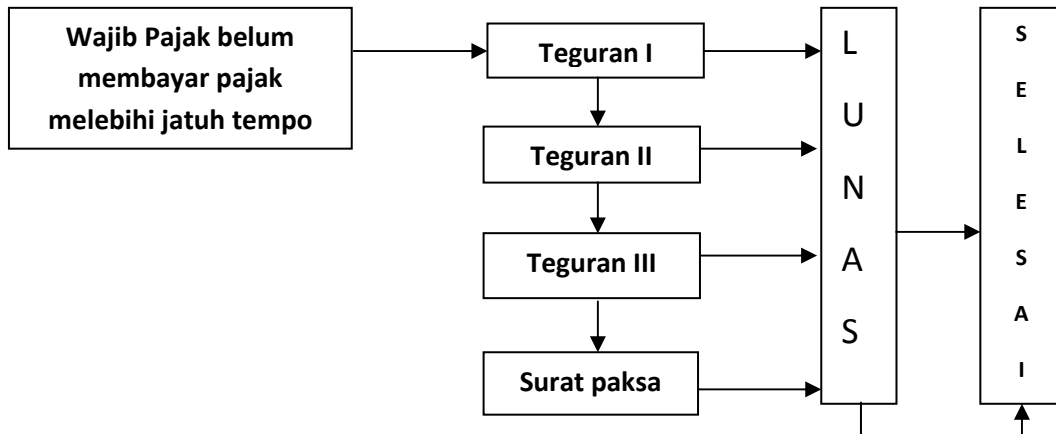 Wajib Pajak belum
membayar pajak
melebihi jatuh tempo
Teguran I
Teguran II
Teguran III
Surat paksa
L
U
N
A
S
S
E
L
E
S
A
I